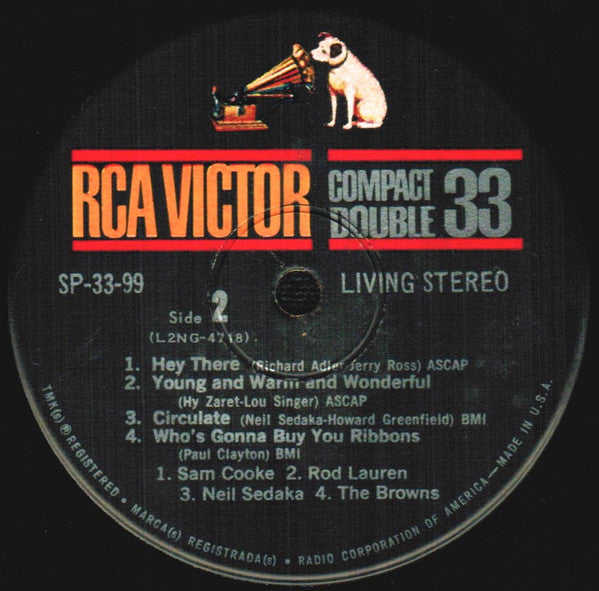 RCA VICTOR
COMPACT
DOUBLE 33
SP-33-99
LIVING STEREO
Side 2
(L2NG-4718)
1. Hey There (Richard Adler-Jerry Ross) ASCAP
2. Young and Warm and Wonderful
(Hy Zaret-Lou Singer) ASCAP
3. Circulate (Neil Sedaka-Howard Greenfield) BMI
4. Who's Gonna Buy You Ribbons
(Paul Clayton) BMI
1. Sam Cooke 2. Rod Lauren
3. Neil Sedaka 4. The Browns
TMK(s) ® REGISTERED • MARCA(s) REGISTRADA(s) • RADIO CORPORATION OF AMERICA—MADE IN U.S.A.